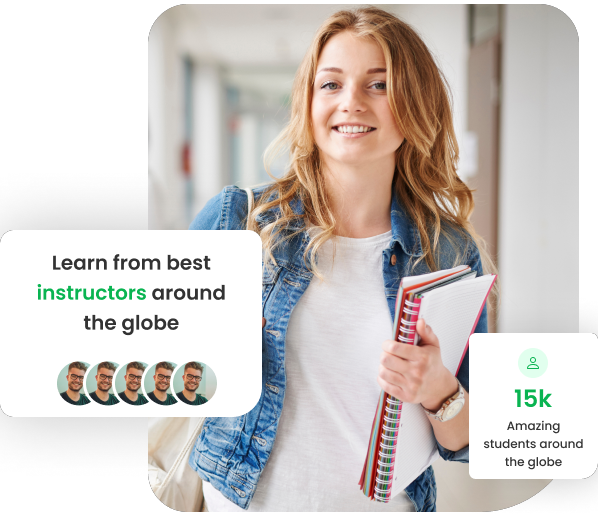 Learn from best
instructors around
the globe
15k
Amazing
students around
the globe